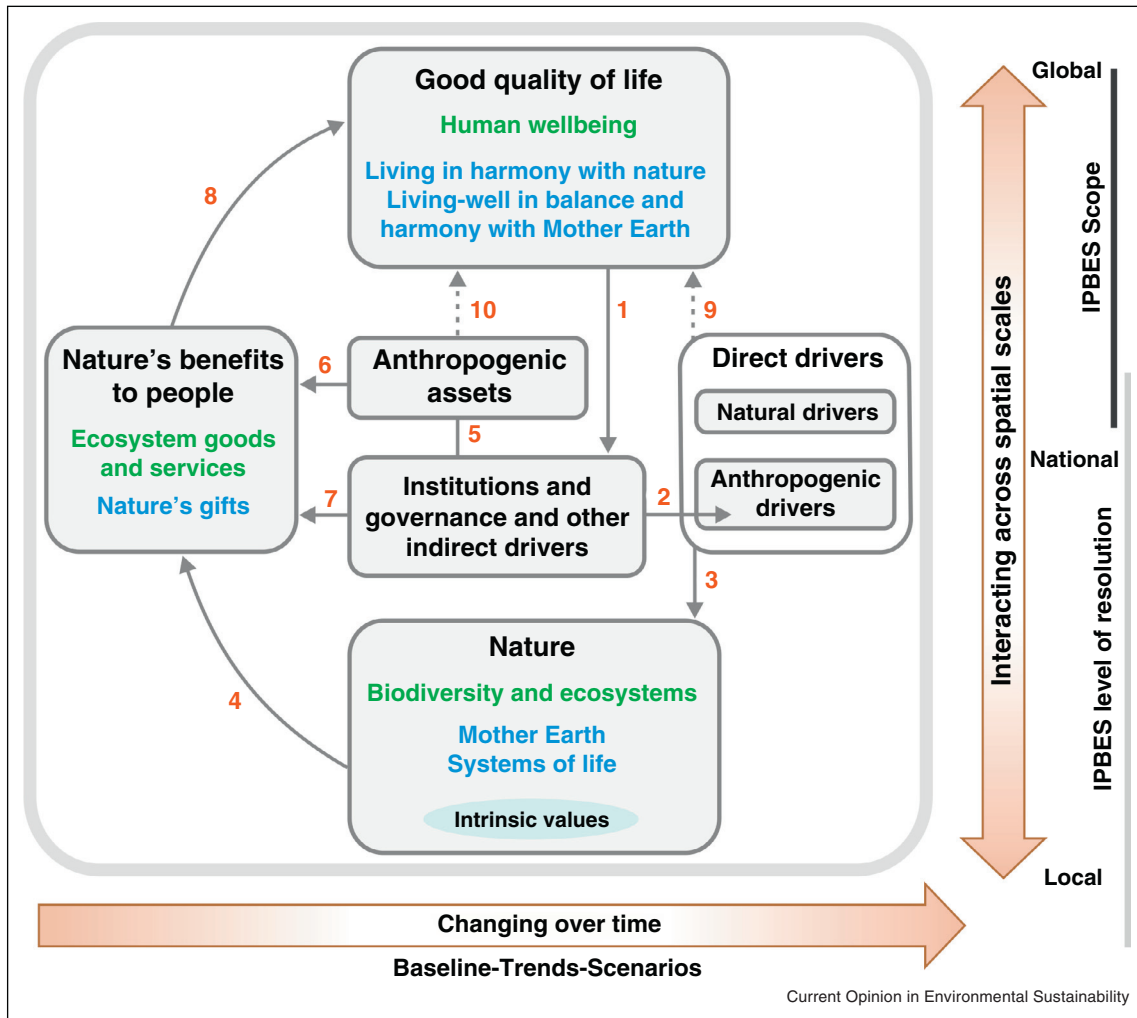 Good quality of life
Human wellbeing
Living in harmony with nature
Living-well in balance and
harmony with Mother Earth
8
10
1
9
Nature’s benefits
to people
Ecosystem goods
and services
Nature’s gifts
6
Anthropogenic
assets
5
7
Institutions and
governance and other
indirect drivers
2
Direct drivers
Natural drivers
Anthropogenic
drivers
3
4
Nature
Biodiversity and ecosystems
Mother Earth
Systems of life
Intrinsic values
Interacting across spatial scales
Global
National
Local
IPBES Scope
IPBES level of resolution
Changing over time
Baseline-Trends-Scenarios
Current Opinion in Environmental Sustainability